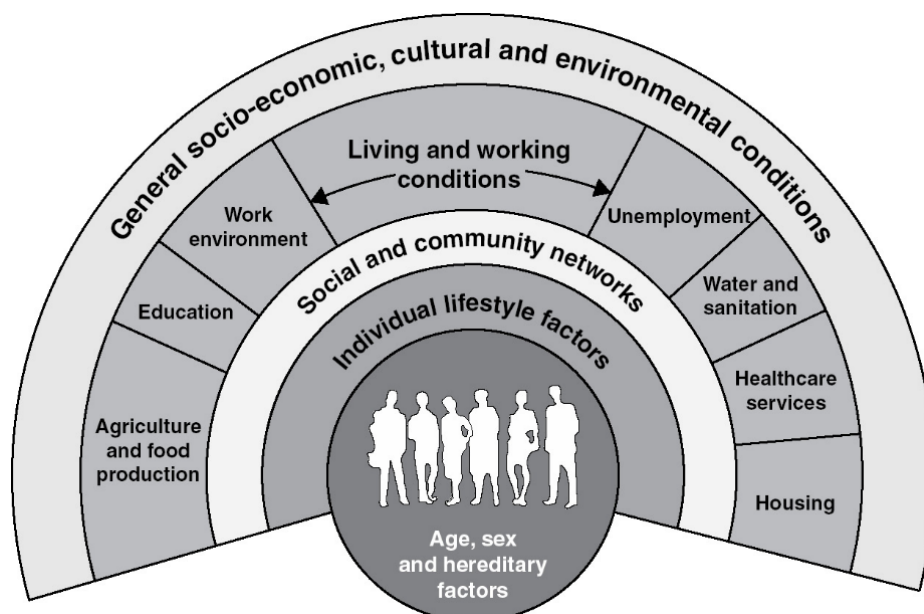 General socio-economic, cultural and environmental conditions
Living and working
conditions
Work
environment
Unemployment
Social and community networks
Education
Water and
sanitation
Individual lifestyle factors
Agriculture
and food
production
Healthcare
services
Housing
Age, sex
and hereditary
factors